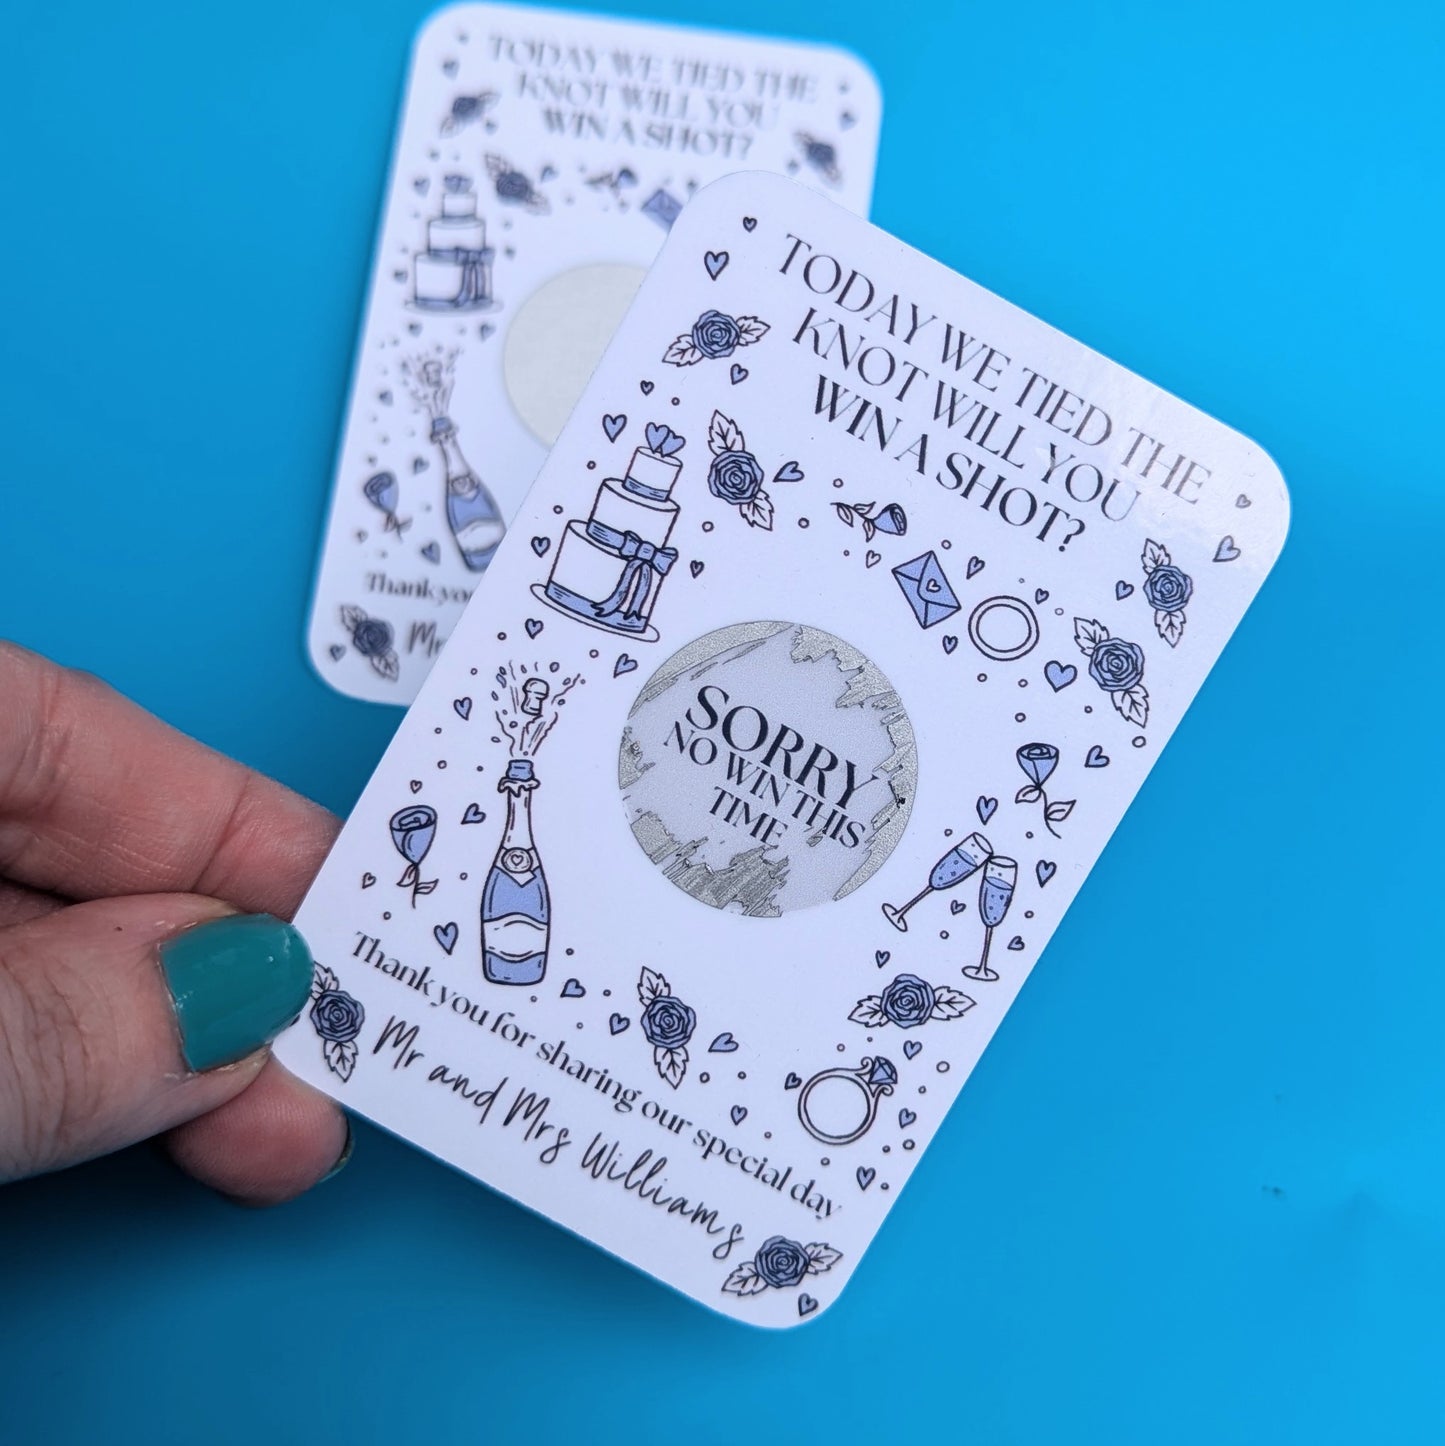 TODAY WE TIED THE
KNOT WILL YOU
WIN A SHOT?
Thank you
Mr
TODAY WE TIED THE
KNOT WILL YOU
WIN A SHOT?
SORRY
NO WIN THIS
TIME
Thank you for sharing our special day
Mr and Mrs Williams